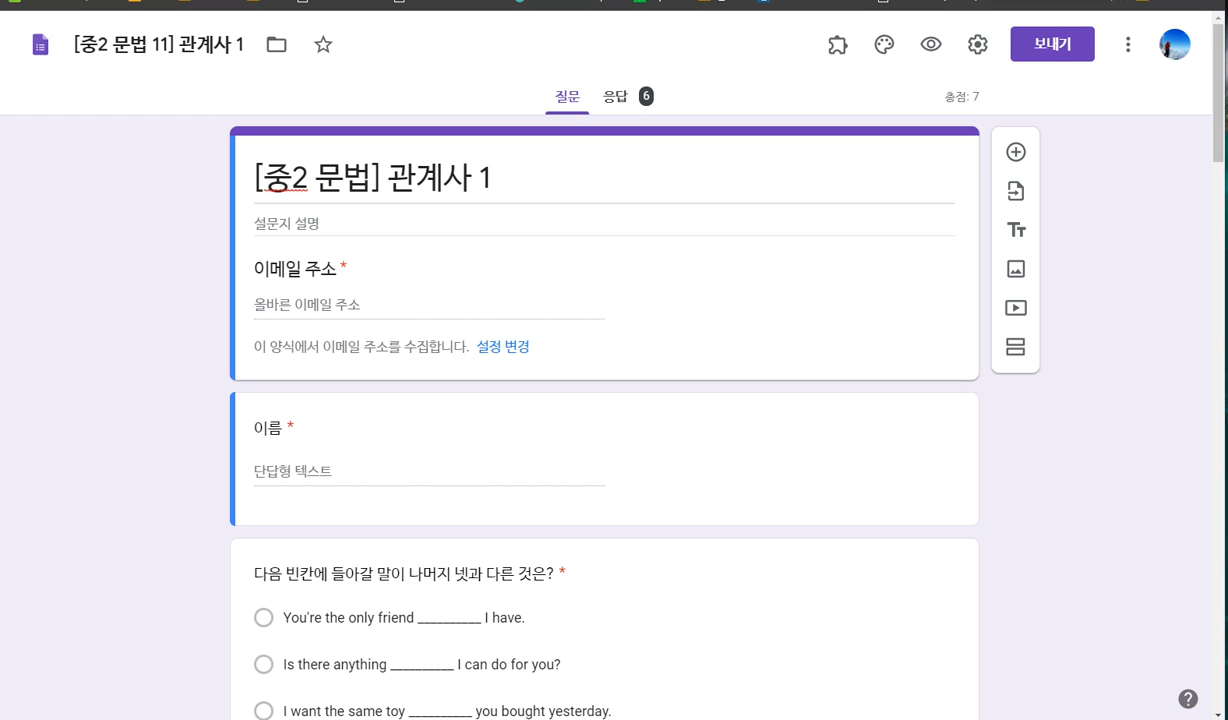 [중2 문법 11] 관계사 1
보내기
질문 응답 6
총점: 7
[중2 문법] 관계사 1
설문지 설명
이메일 주소 *
올바른 이메일 주소
이 양식에서 이메일 주소를 수집합니다. 설정 변경
이름 *
단답형 텍스트
다음 빈칸에 들아갈 말이 나머지 넷과 다른 것은? *
You're the only friend _________ I have.
Is there anything _________ I can do for you?
I want the same toy _________ you bought yesterday.